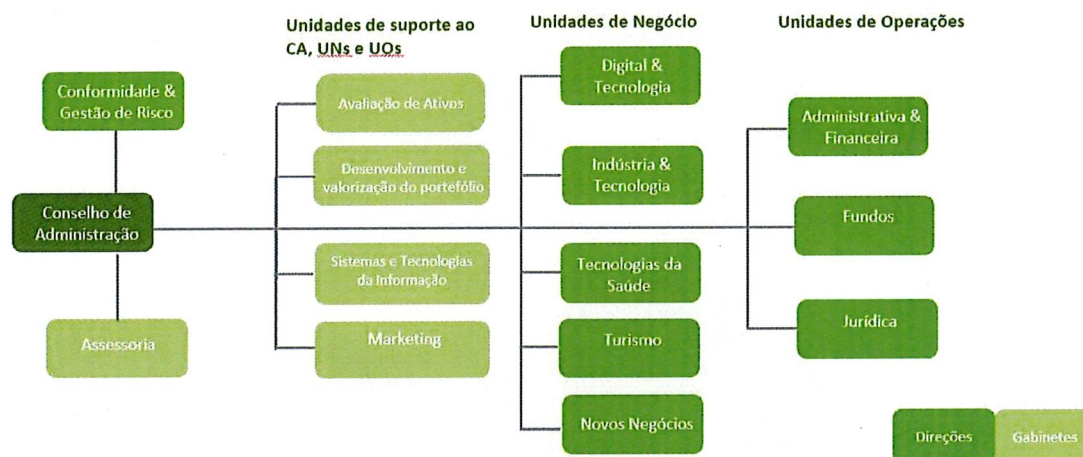 Unidades de suporte ao
CA, UNs e UOs
Unidades de Negócio
Unidades de Operações
Conformidade &
Gestão de Risco
Conselho de
Administração
Assessoria
Avaliação de Ativos
Desenvolvimento e
valorização do portefólio
Sistemas e Tecnologias
da Informação
Marketing
Digital &
Tecnologia
Indústria &
Tecnologia
Tecnologias da
Saúde
Turismo
Novos Negócios
Administrativa &
Financeira
Fundos
Jurídica
Direções
Gabinetes